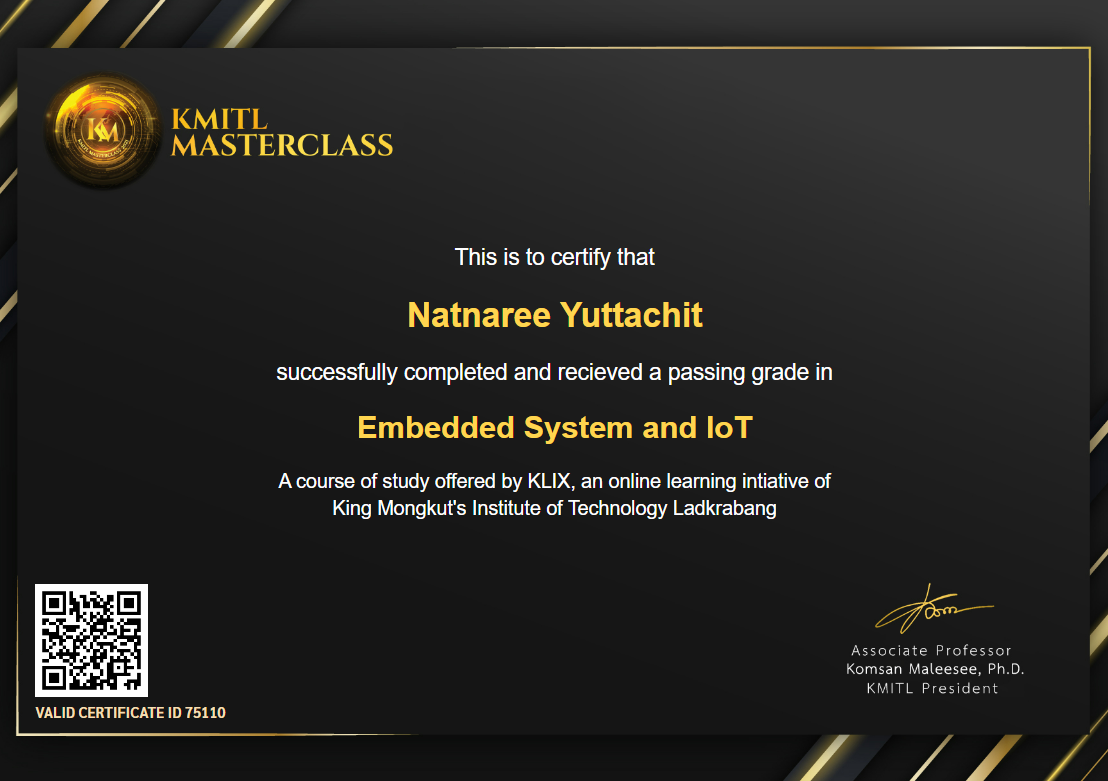 KM
KMITL
MASTERCLASS
This is to certify that
Natnaree Yuttachit
successfully completed and recieved a passing grade in
Embedded System and IoT
A course of study offered by KLIX, an online learning intiative of
King Mongkut's Institute of Technology Ladkrabang
Associate Professor
Komsan Maleesee, Ph.D.
KMITL President
VALID CERTIFICATE ID 75110